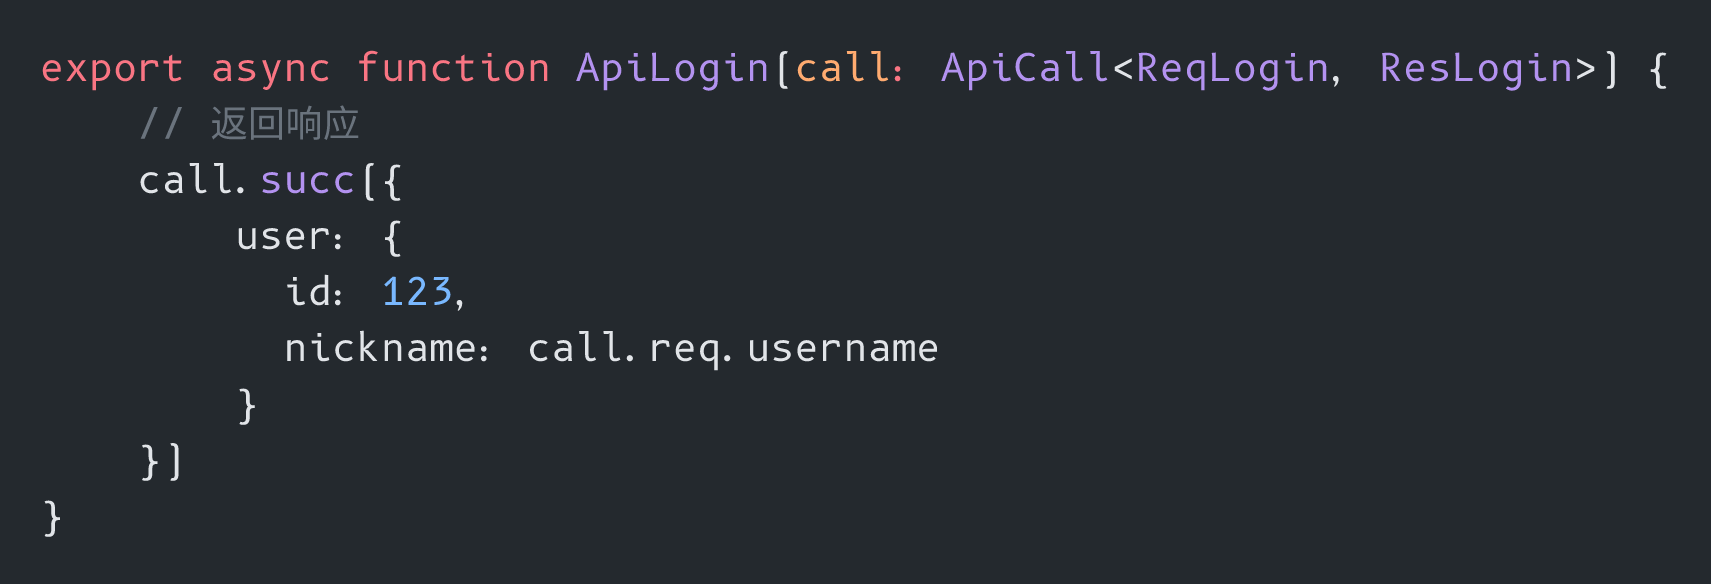 export async function ApiLogin(call: ApiCall<ReqLogin, ResLogin>) {
    // 返回响应
    call.succ({
        user: {
          id: 123,
          nickname: call.req.username
        }
    })
}